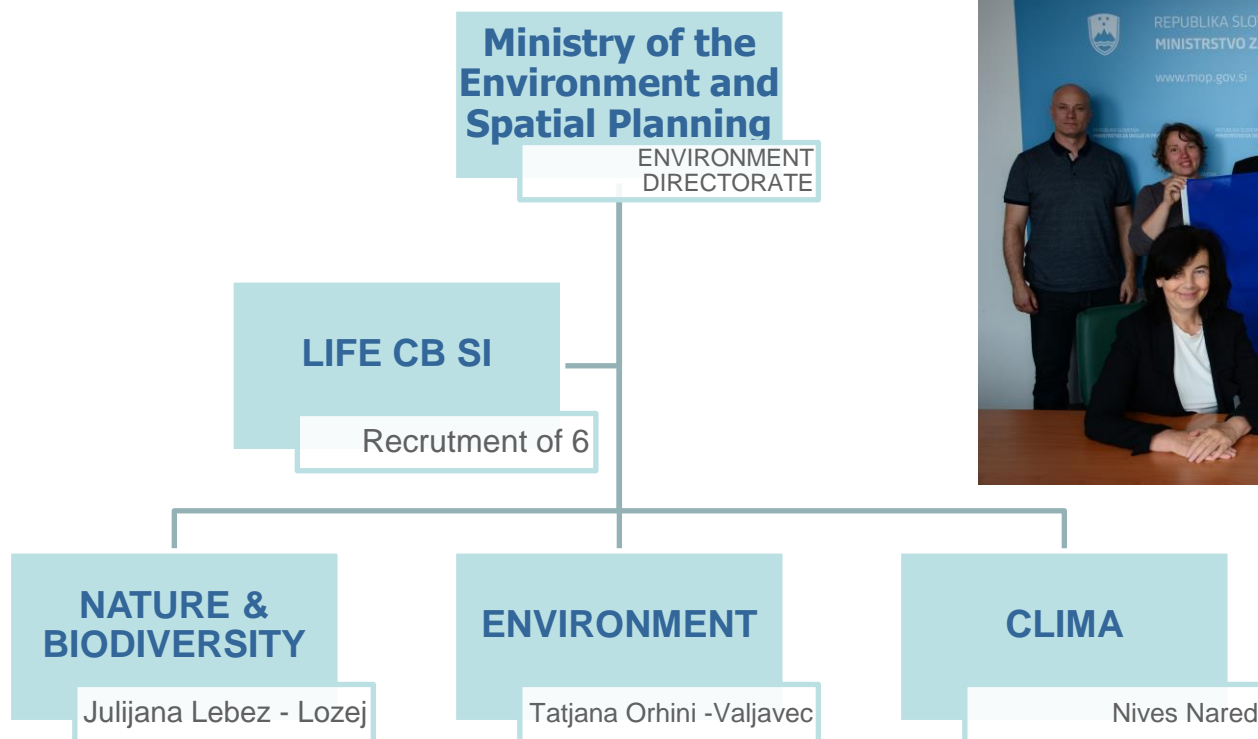 Ministry of the
Environment and
Spatial Planning
ENVIRONMENT
DIRECTORATE
REPUBLIKA SLO
MINISTRSTVO Z
www.mop.gov.si
LIFE CB SI
Recrutment of 6
NATURE &
BIODIVERSITY
Julijana Lebez - Lozej
ENVIRONMENT
Tatjana Orhini -Valjavec
CLIMA
Nives Nared